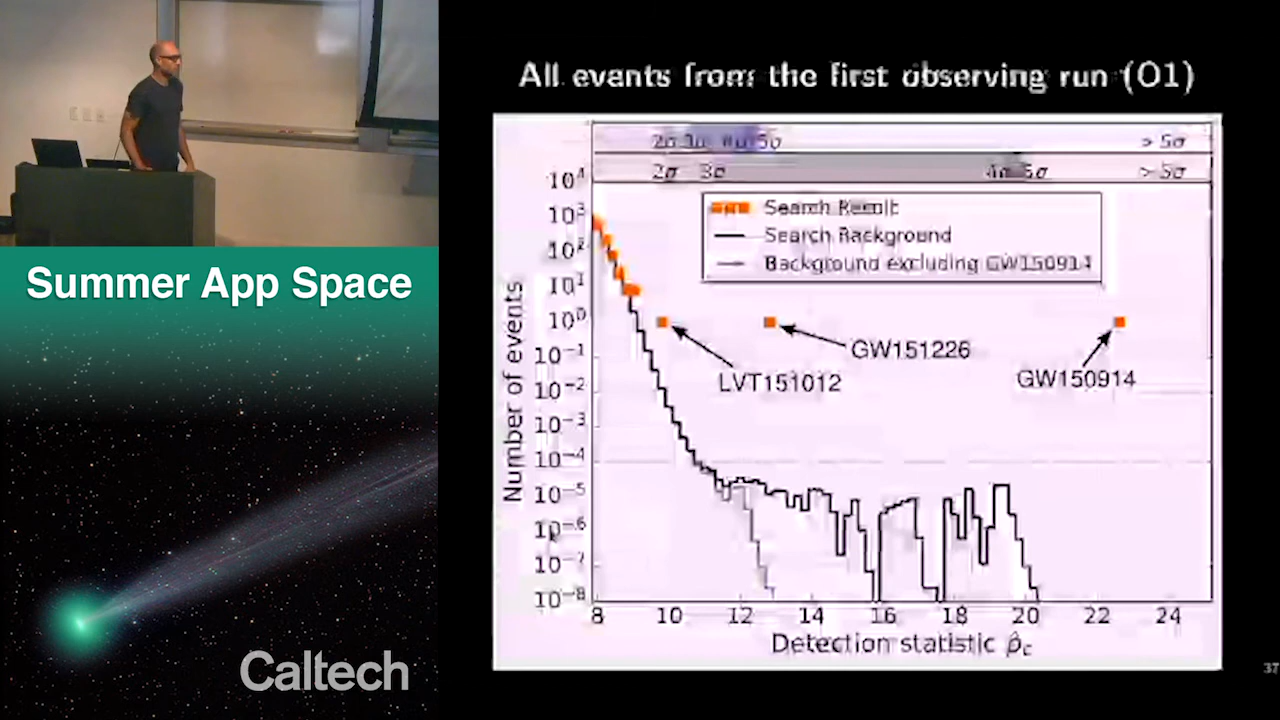 All events from the first observing run (O1)
2σ 3σ 4σ 5σ > 5σ
2σ 3σ 4σ 5σ > 5σ
Search Result
Search Background
Background excluding GW150914
10⁴
10³
10²
10¹
10⁰
10⁻¹
10⁻²
10⁻³
10⁻⁴
10⁻⁵
10⁻⁶
10⁻⁷
10⁻⁸
Number of events
LVT151012
GW151226
GW150914
8 10 12 14 16 18 20 22 24
Detection statistic ρ̂c
37
Summer App Space
Caltech